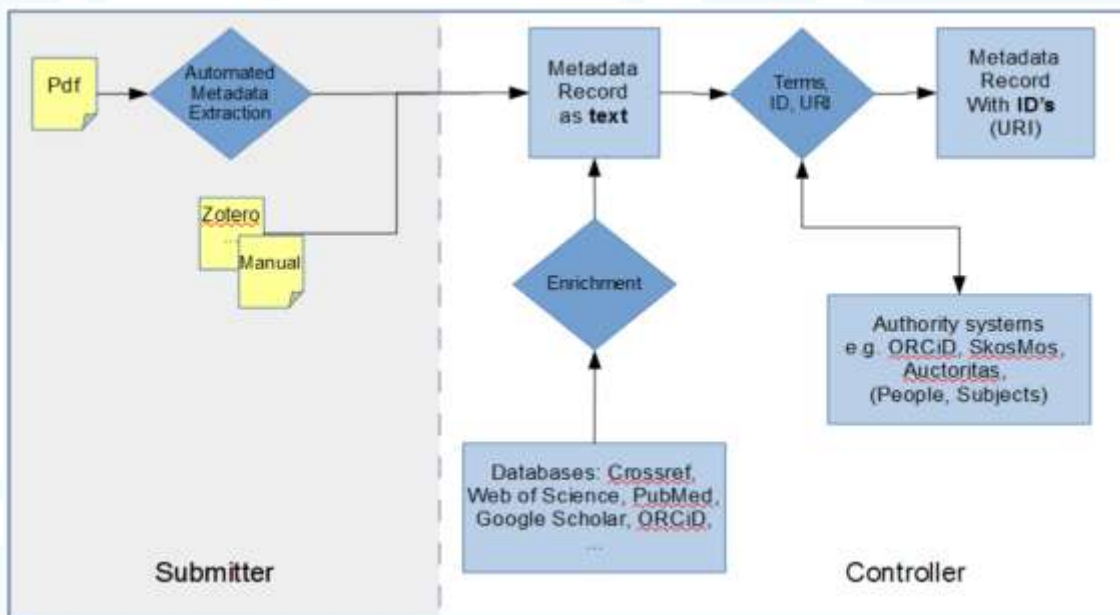 Pdf
Automated
Metadata
Extraction
Zotero
...
Manual
Submitter
Metadata
Record
as text
Terms,
ID, URI
Metadata
Record
With ID's
(URI)
Enrichment
Authority systems
e.g. ORCiD, SkosMos,
Auctoritas,
(People, Subjects)
Databases: Crossref,
Web of Science, PubMed,
Google Scholar, ORCiD,
...
Controller